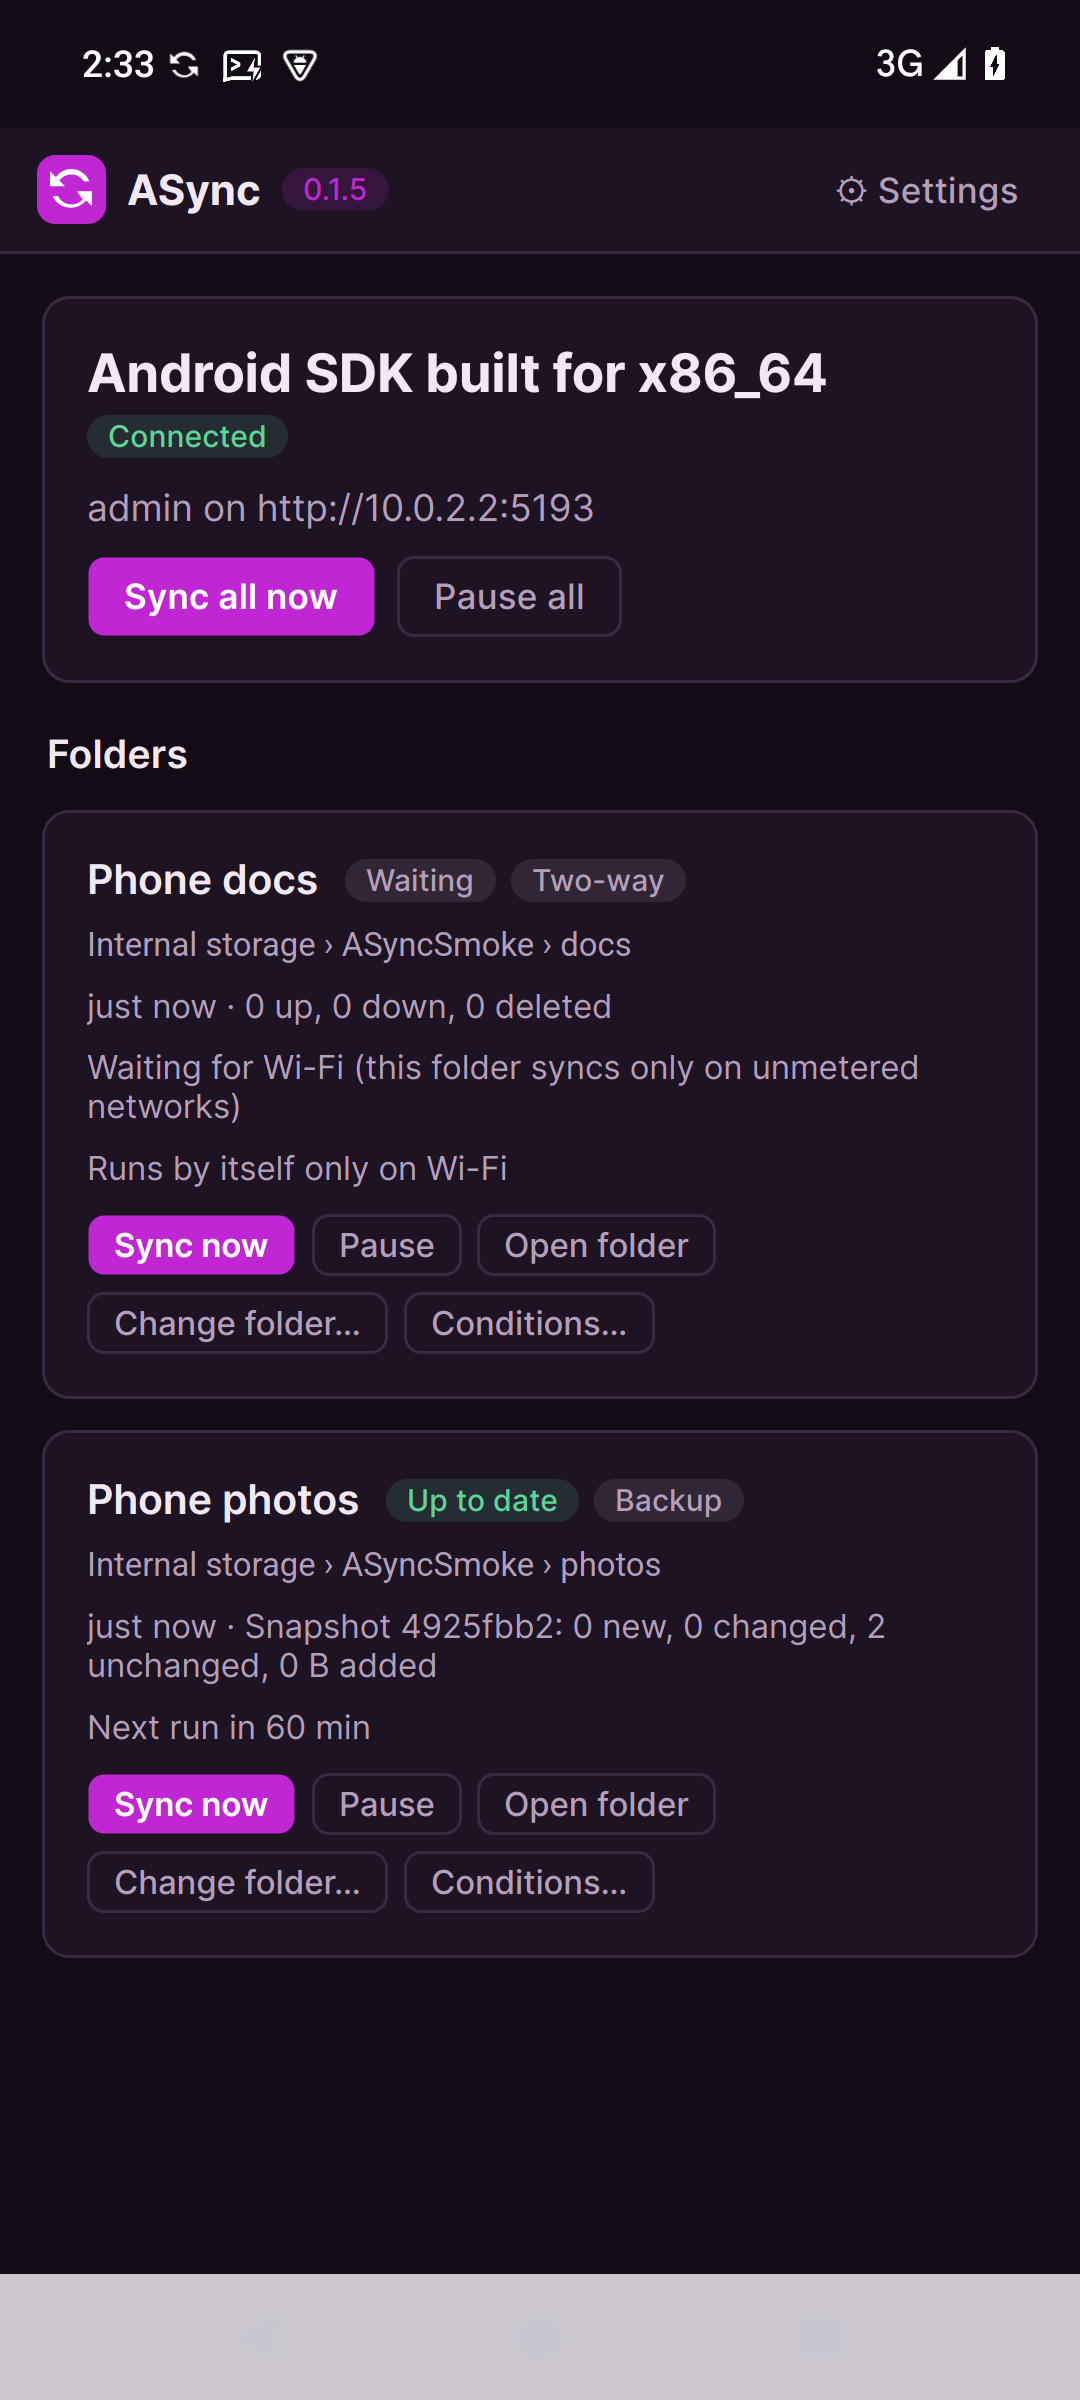 2:33
3G
ASync 0.1.5
Settings
Android SDK built for x86_64
Connected
admin on http://10.0.2.2:5193
Sync all now Pause all
Folders
Phone docs Waiting Two-way
Internal storage › ASyncSmoke › docs
just now · 0 up, 0 down, 0 deleted
Waiting for Wi-Fi (this folder syncs only on unmetered
networks)
Runs by itself only on Wi-Fi
Sync now Pause Open folder
Change folder... Conditions...
Phone photos Up to date Backup
Internal storage › ASyncSmoke › photos
just now · Snapshot 4925fbb2: 0 new, 0 changed, 2
unchanged, 0 B added
Next run in 60 min
Sync now Pause Open folder
Change folder... Conditions...